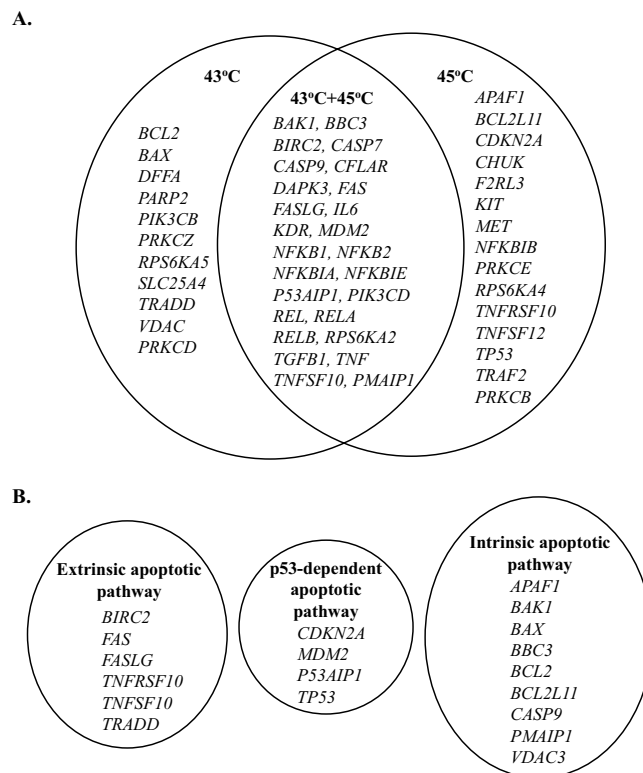 A.
43ºC
BCL2
BAX
DFFA
PARP2
PIK3CB
PRKCZ
RPS6KA5
SLC25A4
TRADD
VDAC
PRKCD
43ºC+45ºC
BAK1, BBC3
BIRC2, CASP7
CASP9, CFLAR
DAPK3, FAS
FASLG, IL6
KDR, MDM2
NFKB1, NFKB2
NFKBIA, NFKBIE
P53AIP1, PIK3CD
REL, RELA
RELB, RPS6KA2
TGFB1, TNF
TNFSF10, PMAIP1
45ºC
APAF1
BCL2L11
CDKN2A
CHUK
F2RL3
KIT
MET
NFKBIB
PRKCE
RPS6KA4
TNFRSF10
TNFSF12
TP53
TRAF2
PRKCB
B.
Extrinsic apoptotic
pathway
BIRC2
FAS
FASLG
TNFRSF10
TNFSF10
TRADD
p53-dependent
apoptotic
pathway
CDKN2A
MDM2
P53AIP1
TP53
Intrinsic apoptotic
pathway
APAF1
BAK1
BAX
BBC3
BCL2
BCL2L11
CASP9
PMAIP1
VDAC3